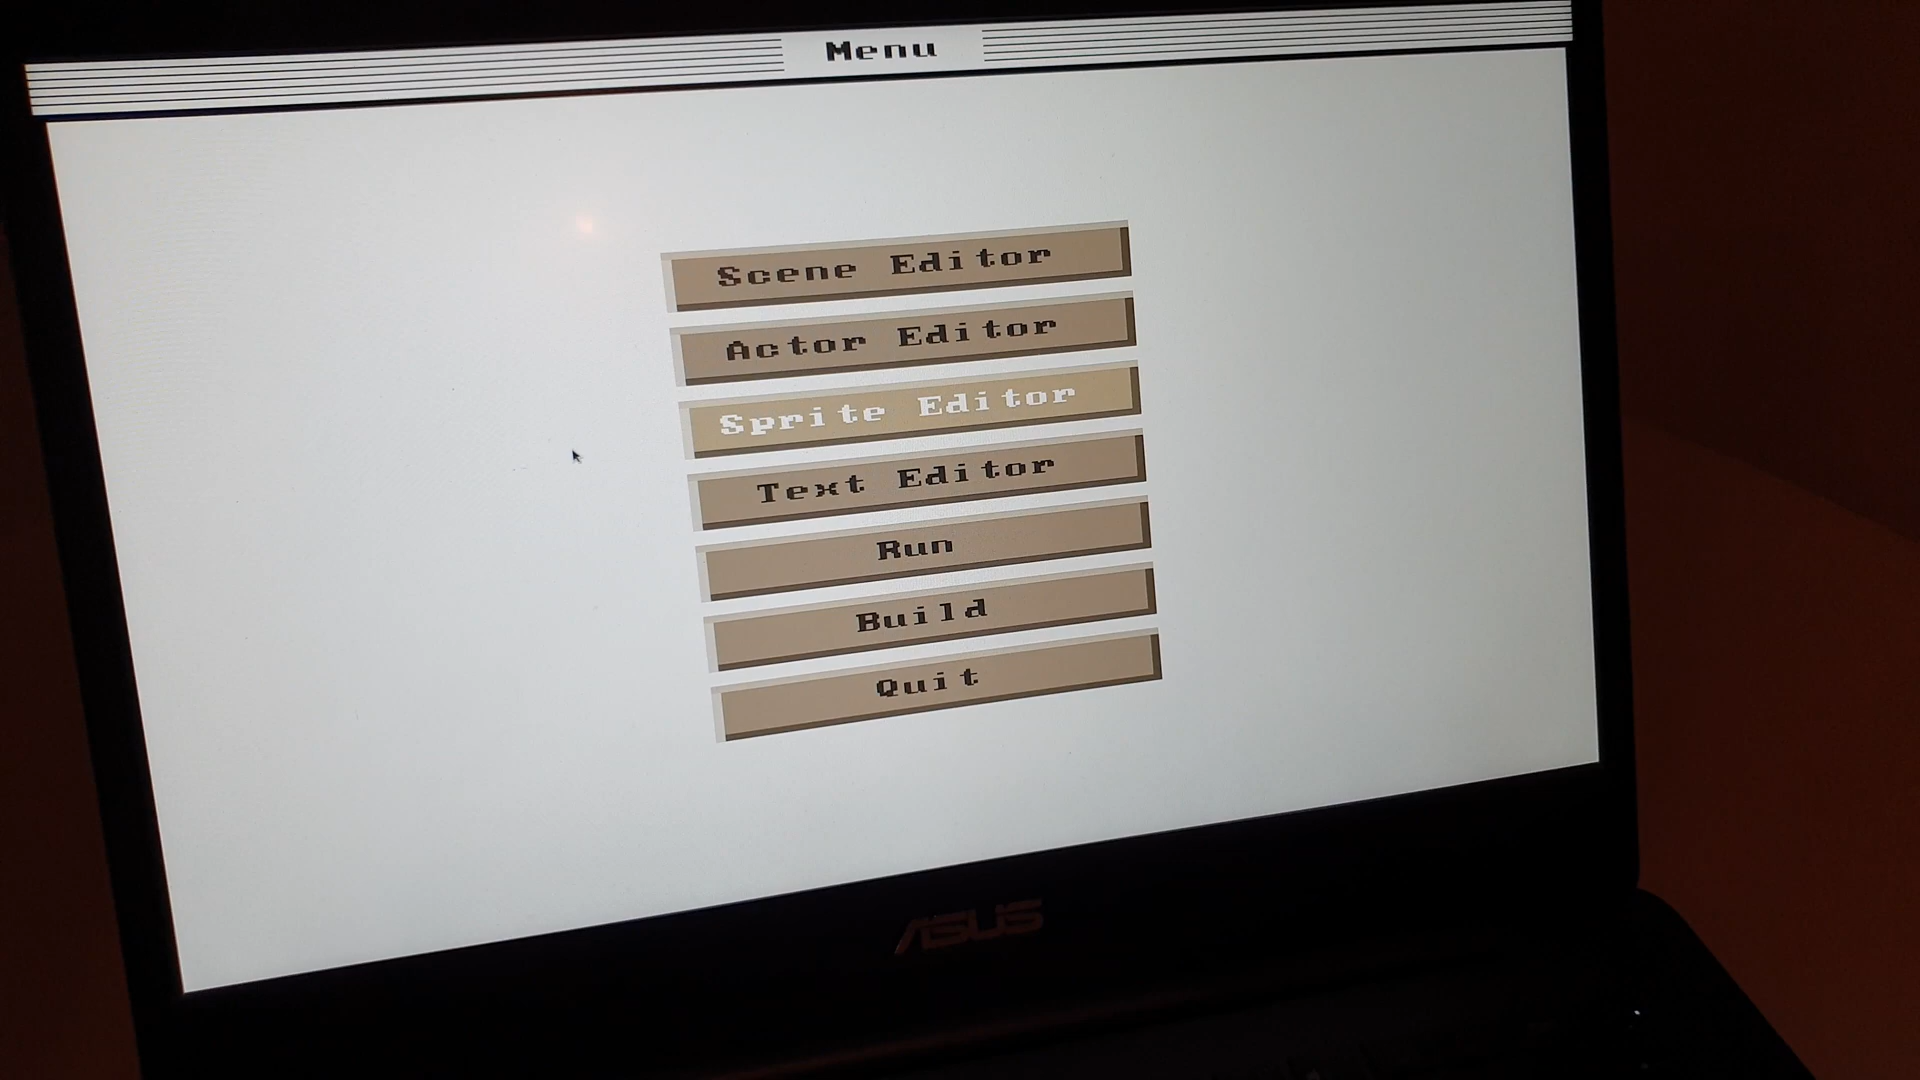 Menu
Scene Editor
Actor Editor
Sprite Editor
Text Editor
Run
Build
Quit
ASUS